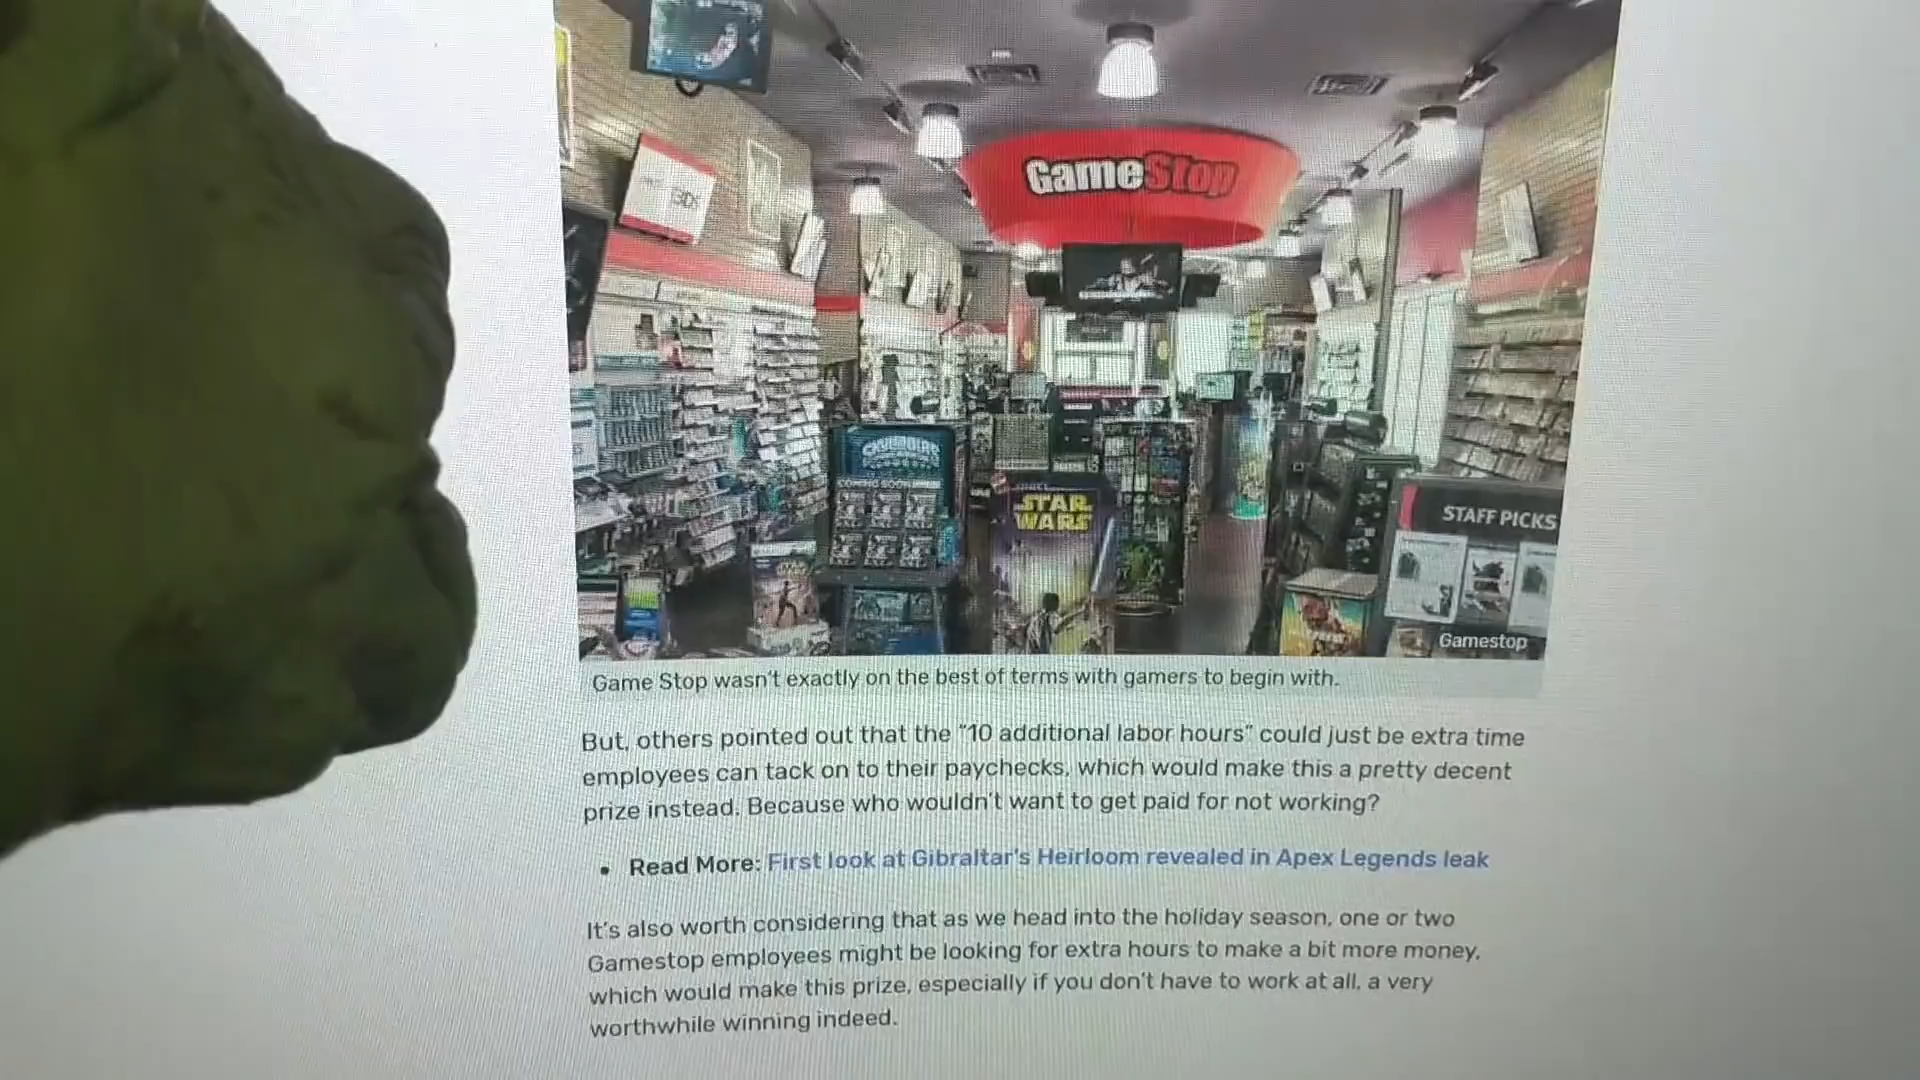 GameStop
3DS
SKYLANDERS
COMING SOON
STAR
WARS
STAFF PICKS
Gamestop
Game Stop wasn't exactly on the best of terms with gamers to begin with.
But, others pointed out that the "10 additional labor hours" could just be extra time
employees can tack on to their paychecks, which would make this a pretty decent
prize instead. Because who wouldn't want to get paid for not working?
• Read More: First look at Gibraltar's Heirloom revealed in Apex Legends leak
It's also worth considering that as we head into the holiday season, one or two
Gamestop employees might be looking for extra hours to make a bit more money,
which would make this prize, especially if you don't have to work at all, a very
worthwhile winning indeed.